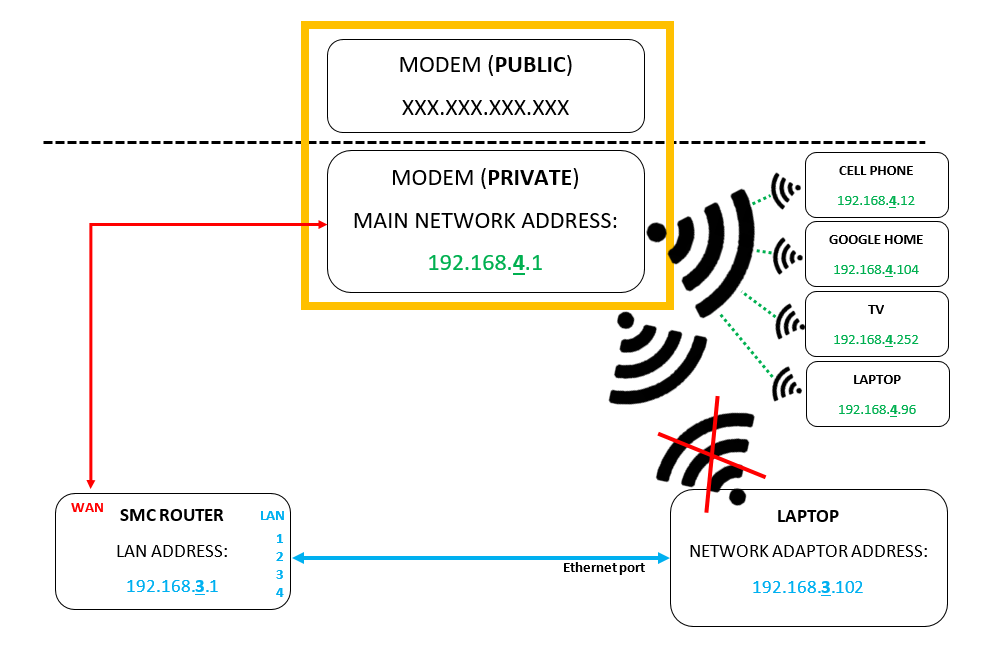 MODEM (PUBLIC)
XXX.XXX.XXX.XXX
MODEM (PRIVATE)
MAIN NETWORK ADDRESS:
192.168.4.1
CELL PHONE
192.168.4.12
GOOGLE HOME
192.168.4.104
TV
192.168.4.252
LAPTOP
192.168.4.96
WAN
SMC ROUTER
LAN ADDRESS:
192.168.3.1
LAN
1
2
3
4
Ethernet port
LAPTOP
NETWORK ADAPTOR ADDRESS:
192.168.3.102